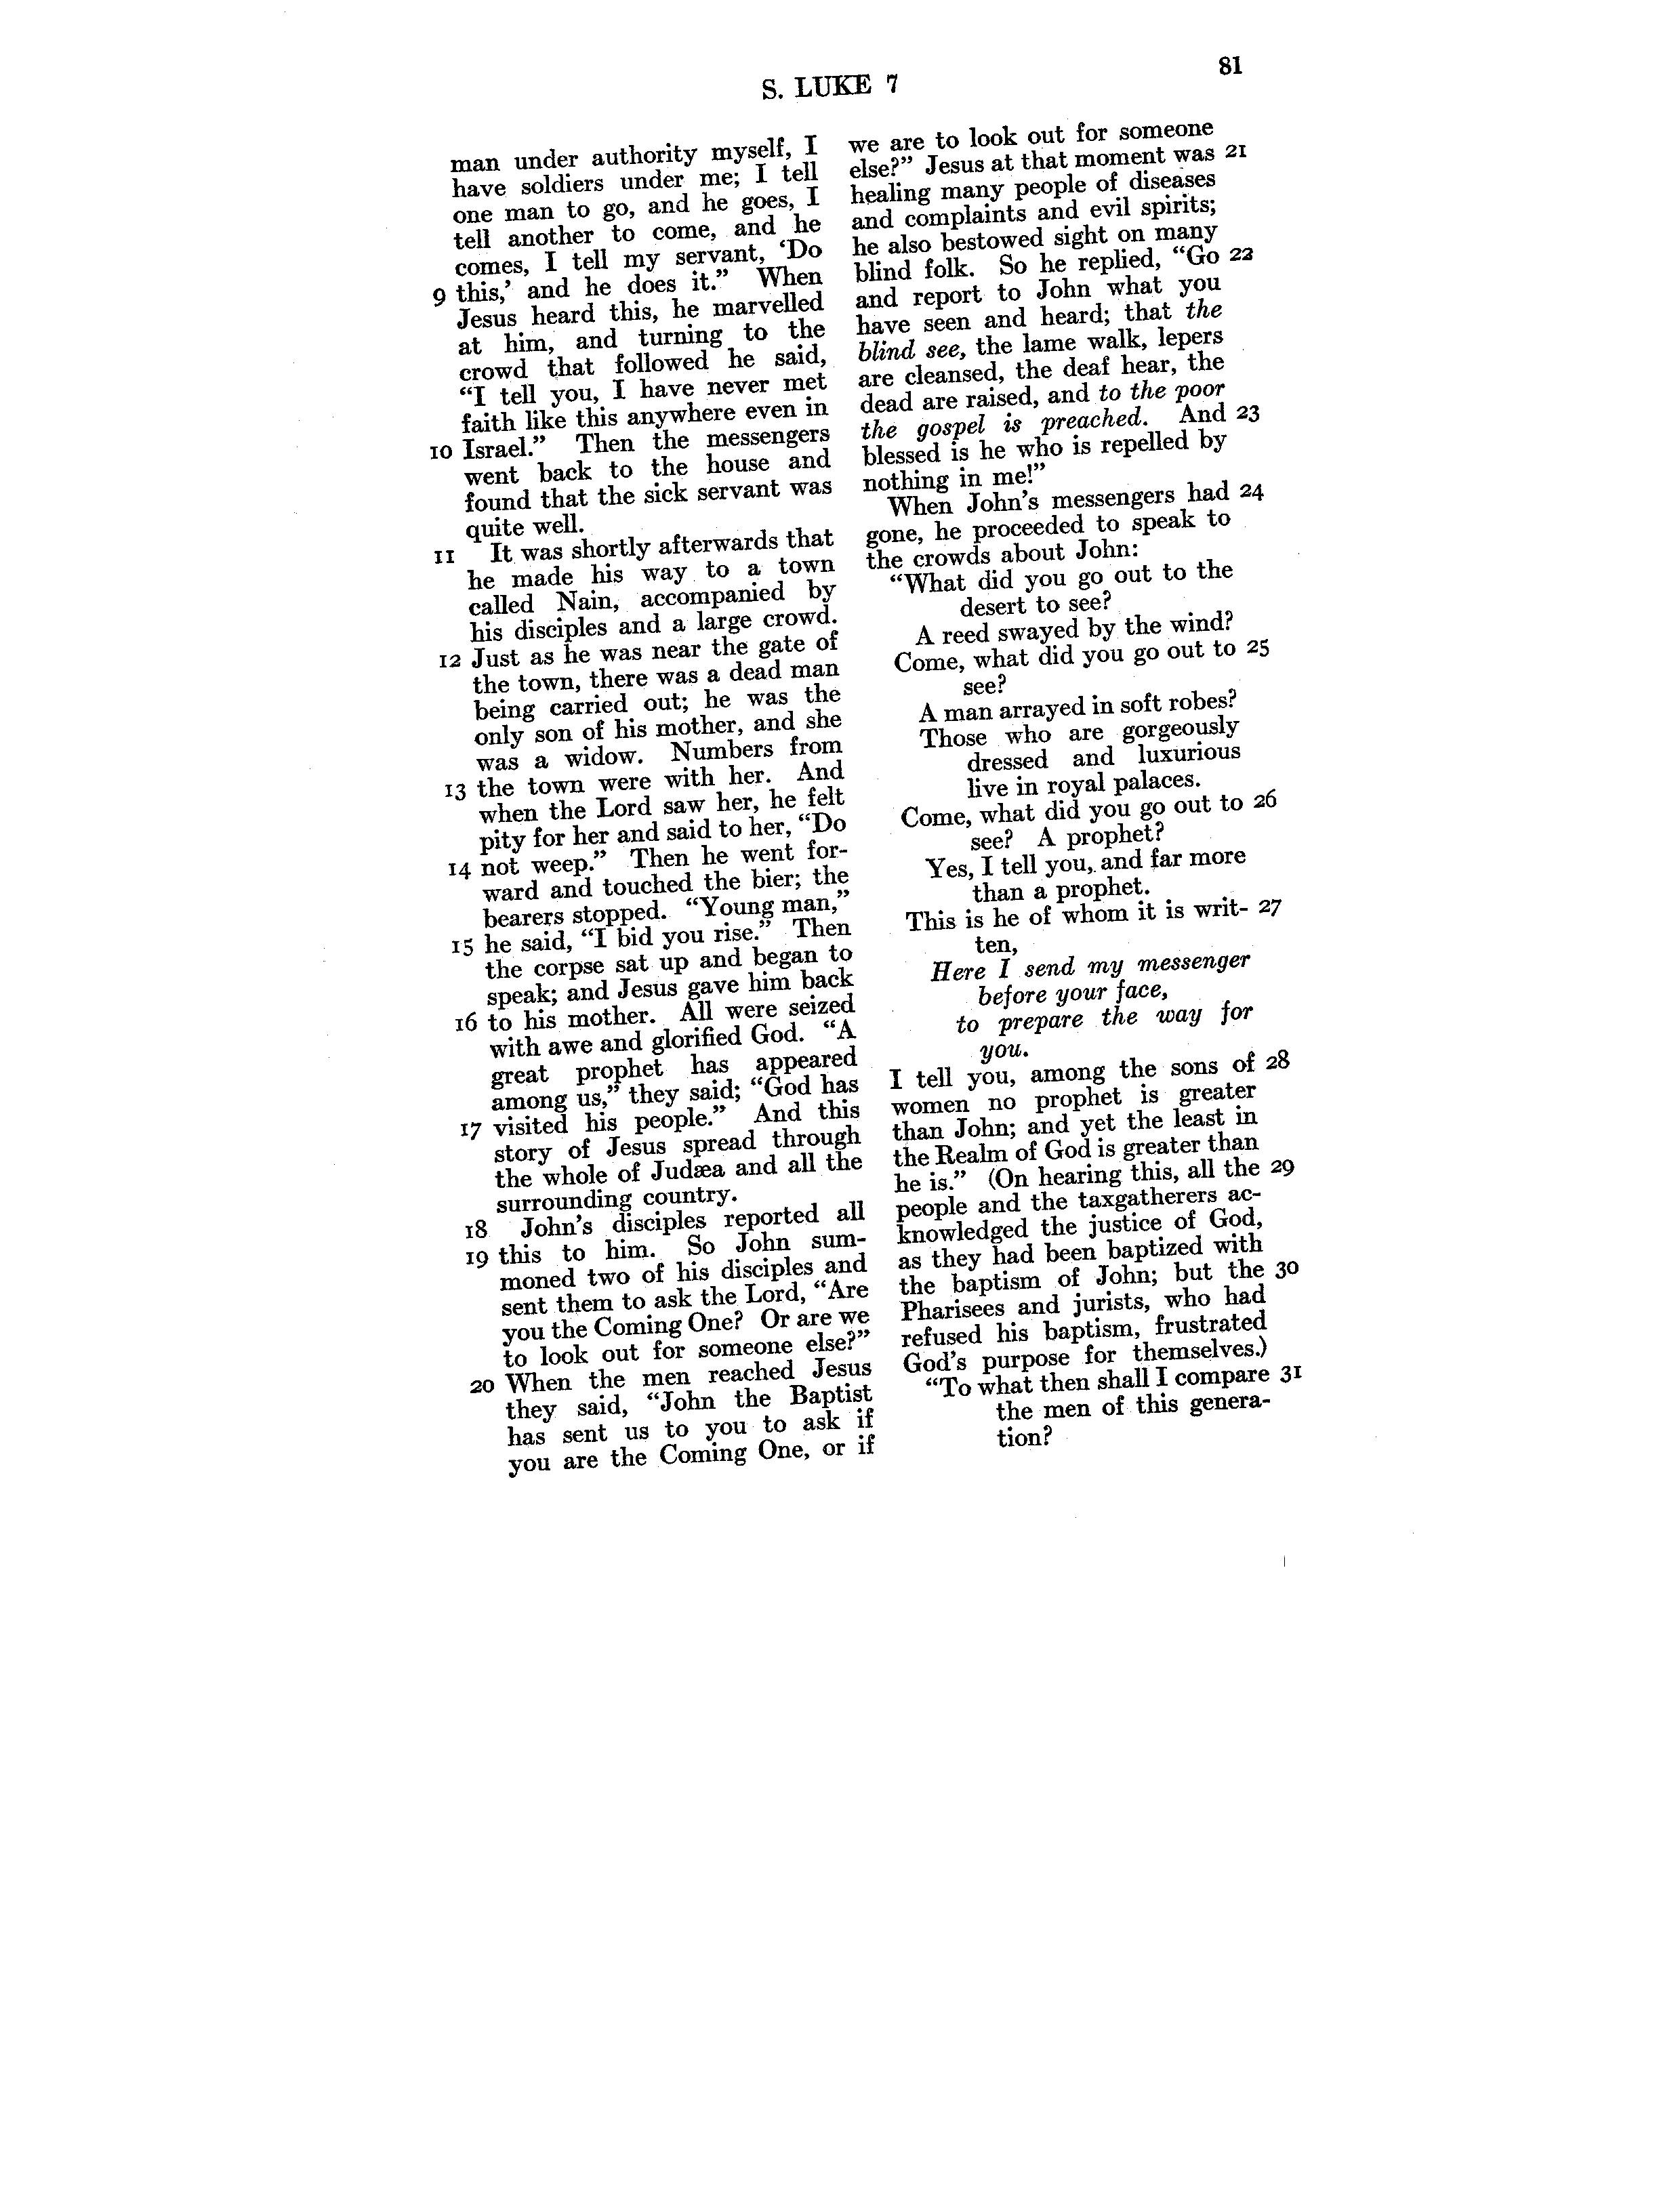 S. LUKE 7
81
man under authority myself, I
have soldiers under me; I tell
one man to go, and he goes, I
tell another to come, and he
comes, I tell my servant, ‘Do
9 this,’ and he does it.” When
Jesus heard this, he marvelled
at him, and turning to the
crowd that followed he said,
“I tell you, I have never met
faith like this anywhere even in
10 Israel.” Then the messengers
went back to the house and
found that the sick servant was
quite well.
11 It was shortly afterwards that
he made his way to a town
called Nain, accompanied by
his disciples and a large crowd.
12 Just as he was near the gate of
the town, there was a dead man
being carried out; he was the
only son of his mother, and she
was a widow. Numbers from
13 the town were with her. And
when the Lord saw her, he felt
pity for her and said to her, “Do
14 not weep.” Then he went for-
ward and touched the bier; the
bearers stopped. “Young man,”
15 he said, “I bid you rise.” Then
the corpse sat up and began to
speak; and Jesus gave him back
16 to his mother. All were seized
with awe and glorified God. “A
great prophet has appeared
among us,” they said; “God has
17 visited his people.” And this
story of Jesus spread through
the whole of Judæa and all the
surrounding country.
18 John’s disciples reported all
19 this to him. So John sum-
moned two of his disciples and
sent them to ask the Lord, “Are
you the Coming One? Or are we
to look out for someone else?”
20 When the men reached Jesus
they said, “John the Baptist
has sent us to you to ask if
you are the Coming One, or if
we are to look out for someone
else?” Jesus at that moment was 21
healing many people of diseases
and complaints and evil spirits;
he also bestowed sight on many
blind folk. So he replied, “Go 22
and report to John what you
have seen and heard; that the
blind see, the lame walk, lepers
are cleansed, the deaf hear, the
dead are raised, and to the poor
the gospel is preached. And 23
blessed is he who is repelled by
nothing in me!”
When John’s messengers had 24
gone, he proceeded to speak to
the crowds about John:
“What did you go out to the
desert to see?
A reed swayed by the wind?
Come, what did you go out to 25
see?
A man arrayed in soft robes?
Those who are gorgeously
dressed and luxurious
live in royal palaces.
Come, what did you go out to 26
see? A prophet?
Yes, I tell you, and far more
than a prophet.
This is he of whom it is writ- 27
ten,
Here I send my messenger
before your face,
to prepare the way for
you.
I tell you, among the sons of 28
women no prophet is greater
than John; and yet the least in
the Realm of God is greater than
he is.” (On hearing this, all the 29
people and the taxgatherers ac-
knowledged the justice of God,
as they had been baptized with
the baptism of John; but the 30
Pharisees and jurists, who had
refused his baptism, frustrated
God’s purpose for themselves.)
“To what then shall I compare 31
the men of this genera-
tion?